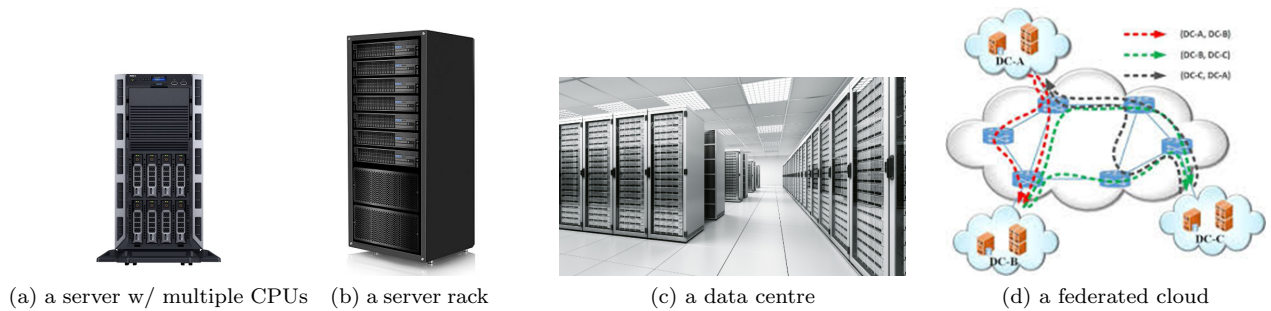 (DC-A, DC-B)
(DC-B, DC-C)
(DC-C, DC-A)
DC-A
DC-B
DC-C
(a) a server w/ multiple CPUs (b) a server rack (c) a data centre (d) a federated cloud